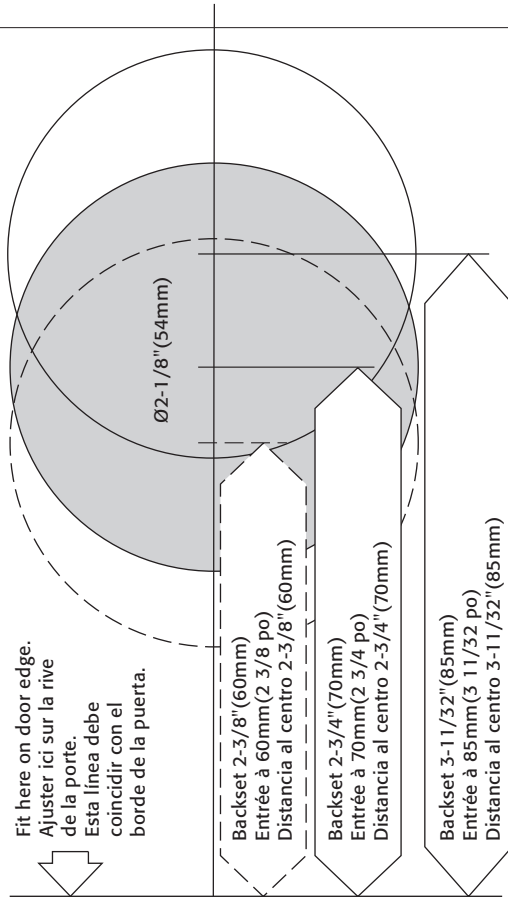 Fit here on door edge.
Ajuster ici sur la rive
de la porte.
Esta línea debe
coincidir con el
borde de la puerta.
Ø2-1/8"(54mm)
Backset 2-3/8"(60mm)
Entrée à 60mm(2 3/8 po)
Distancia al centro 2-3/8"(60mm)
Backset 2-3/4"(70mm)
Entrée à 70mm(2 3/4 po)
Distancia al centro 2-3/4"(70mm)
Backset 3-11/32"(85mm)
Entrée à 85mm(3 11/32 po)
Distancia al centro 3-11/32"(85mm)